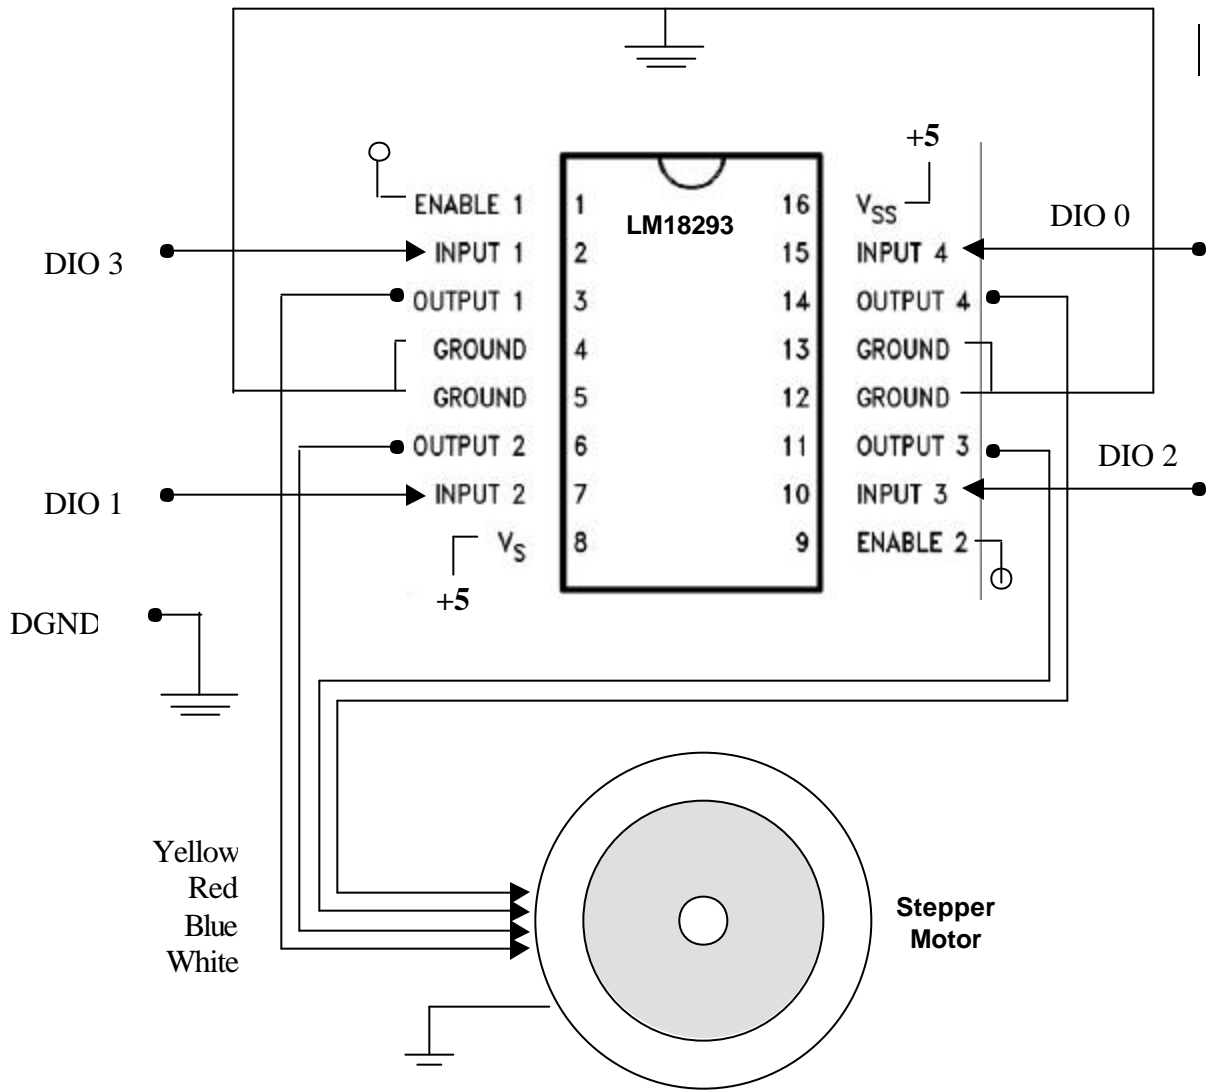 +5
ENABLE 1 1 16 VSS
LM18293
DIO 0
DIO 3 INPUT 1 2 15 INPUT 4
OUTPUT 1 3 14 OUTPUT 4
GROUND 4 13 GROUND
GROUND 5 12 GROUND
OUTPUT 2 6 11 OUTPUT 3
DIO 2
DIO 1 INPUT 2 7 10 INPUT 3
VS 8 9 ENABLE 2
+5
DGND
Yellow
Red
Blue
White
Stepper
Motor